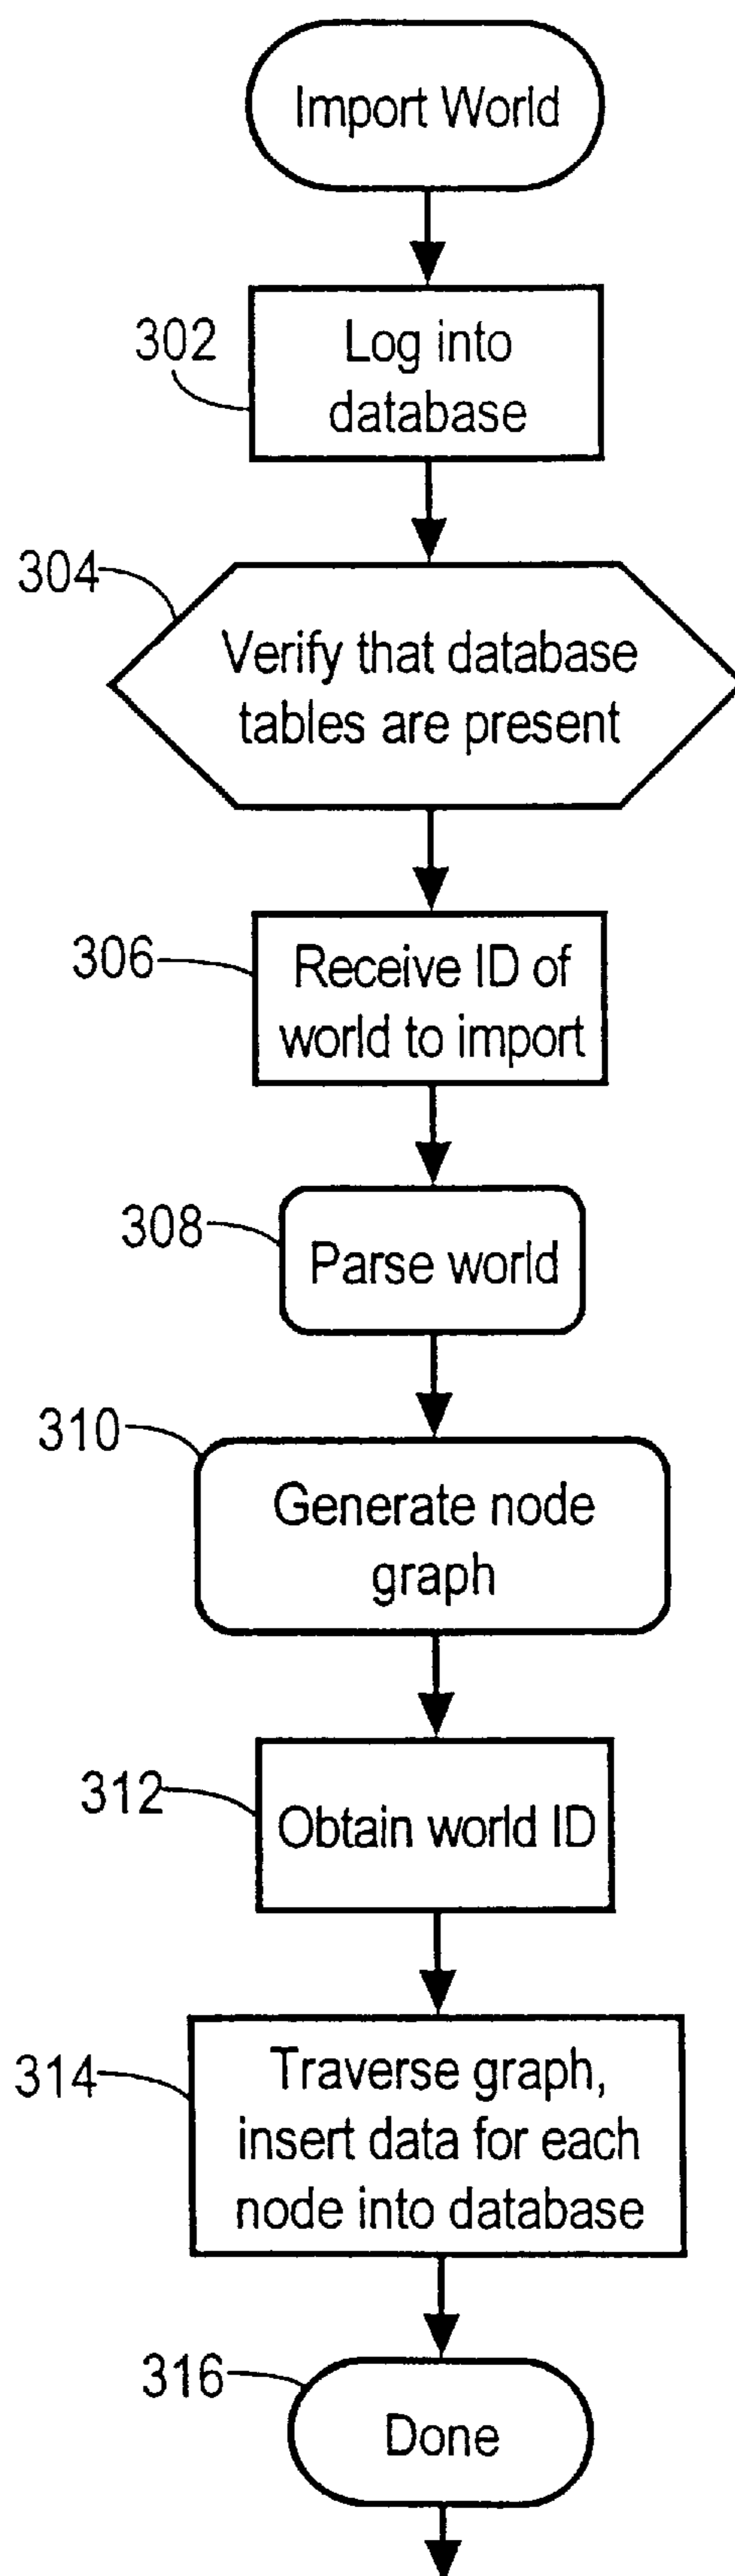 Import World
302
Log into
database
304
Verify that database
tables are present
306
Receive ID of
world to import
308
Parse world
310
Generate node
graph
312
Obtain world ID
314
Traverse graph,
insert data for each
node into database
316
Done